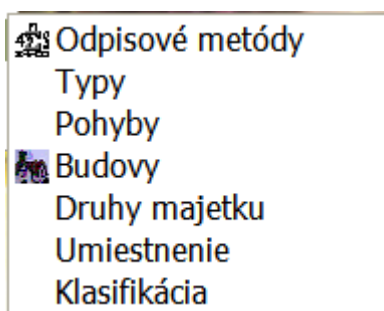 Odpisové metódy
Typy
Pohyby
Budovy
Druhy majetku
Umiestnenie
Klasifikácia